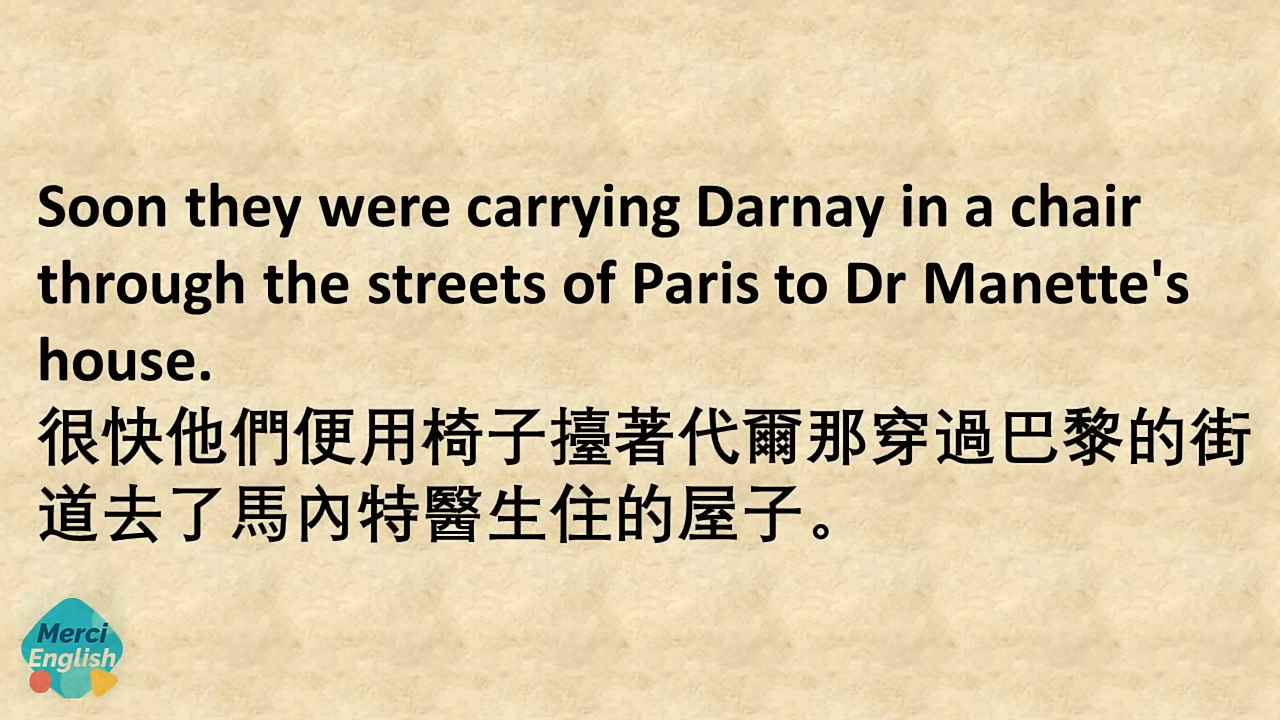 Soon they were carrying Darnay in a chair
through the streets of Paris to Dr Manette's
house.
很快他們便用椅子擡著代爾那穿過巴黎的街
道去了馬內特醫生住的屋子。
Merci
English